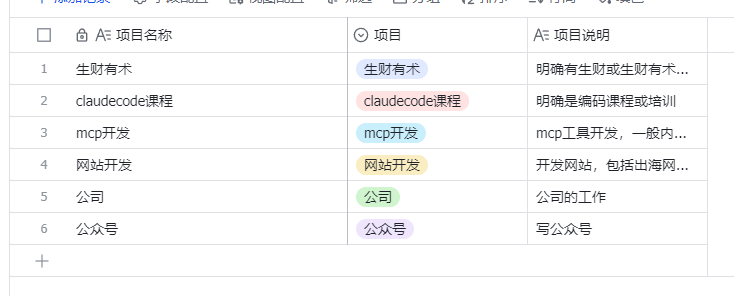 项目名称 项目 项目说明
1 生财有术 生财有术 明确有生财或生财有术...
2 claudecode课程 claudecode课程 明确是编码课程或培训
3 mcp开发 mcp开发 mcp工具开发，一般内...
4 网站开发 网站开发 开发网站，包括出海网...
5 公司 公司 公司的工作
6 公众号 公众号 写公众号